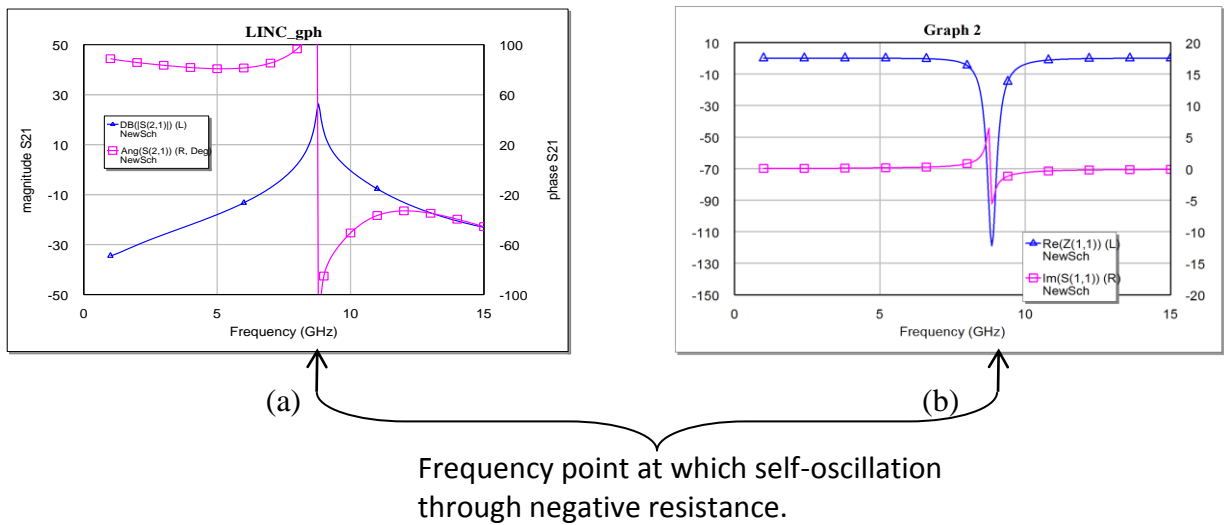 LINC_gph
50
30
10
-10
-30
-50
magnitude S21
100
60
20
-20
-60
-100
phase S21
DB(|S(2,1)|) (L)
NewSch
Ang(S(2,1)) (R, Deg)
NewSch
0
5
10
15
Frequency (GHz)
(a)
Graph 2
10
-10
-30
-50
-70
-90
-110
-130
-150
20
15
10
5
0
-5
-10
-15
-20
Re(Z(1,1)) (L)
NewSch
Im(S(1,1)) (R)
NewSch
0
5
10
15
Frequency (GHz)
(b)
Frequency point at which self-oscillation
through negative resistance.